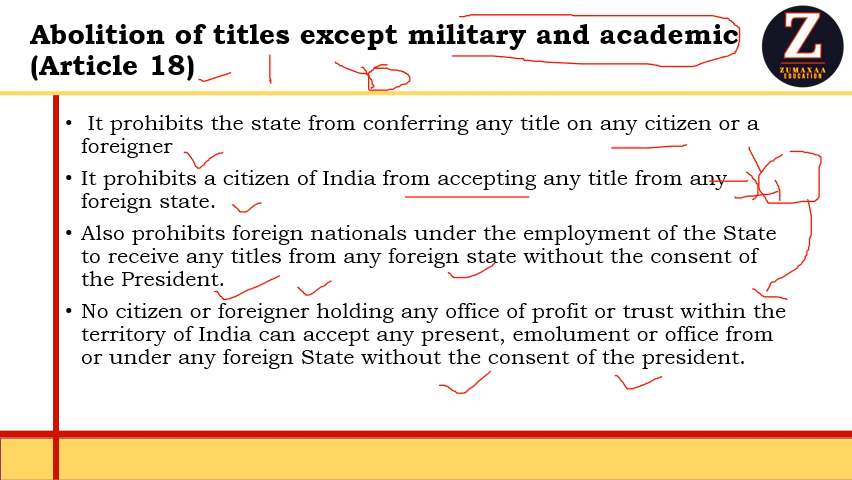 Abolition of titles except military and academic
(Article 18)
Z
ZUMAXAA
EDUCATION
• It prohibits the state from conferring any title on any citizen or a
foreigner
• It prohibits a citizen of India from accepting any title from any
foreign state.
• Also prohibits foreign nationals under the employment of the State
to receive any titles from any foreign state without the consent of
the President.
• No citizen or foreigner holding any office of profit or trust within the
territory of India can accept any present, emolument or office from
or under any foreign State without the consent of the president.